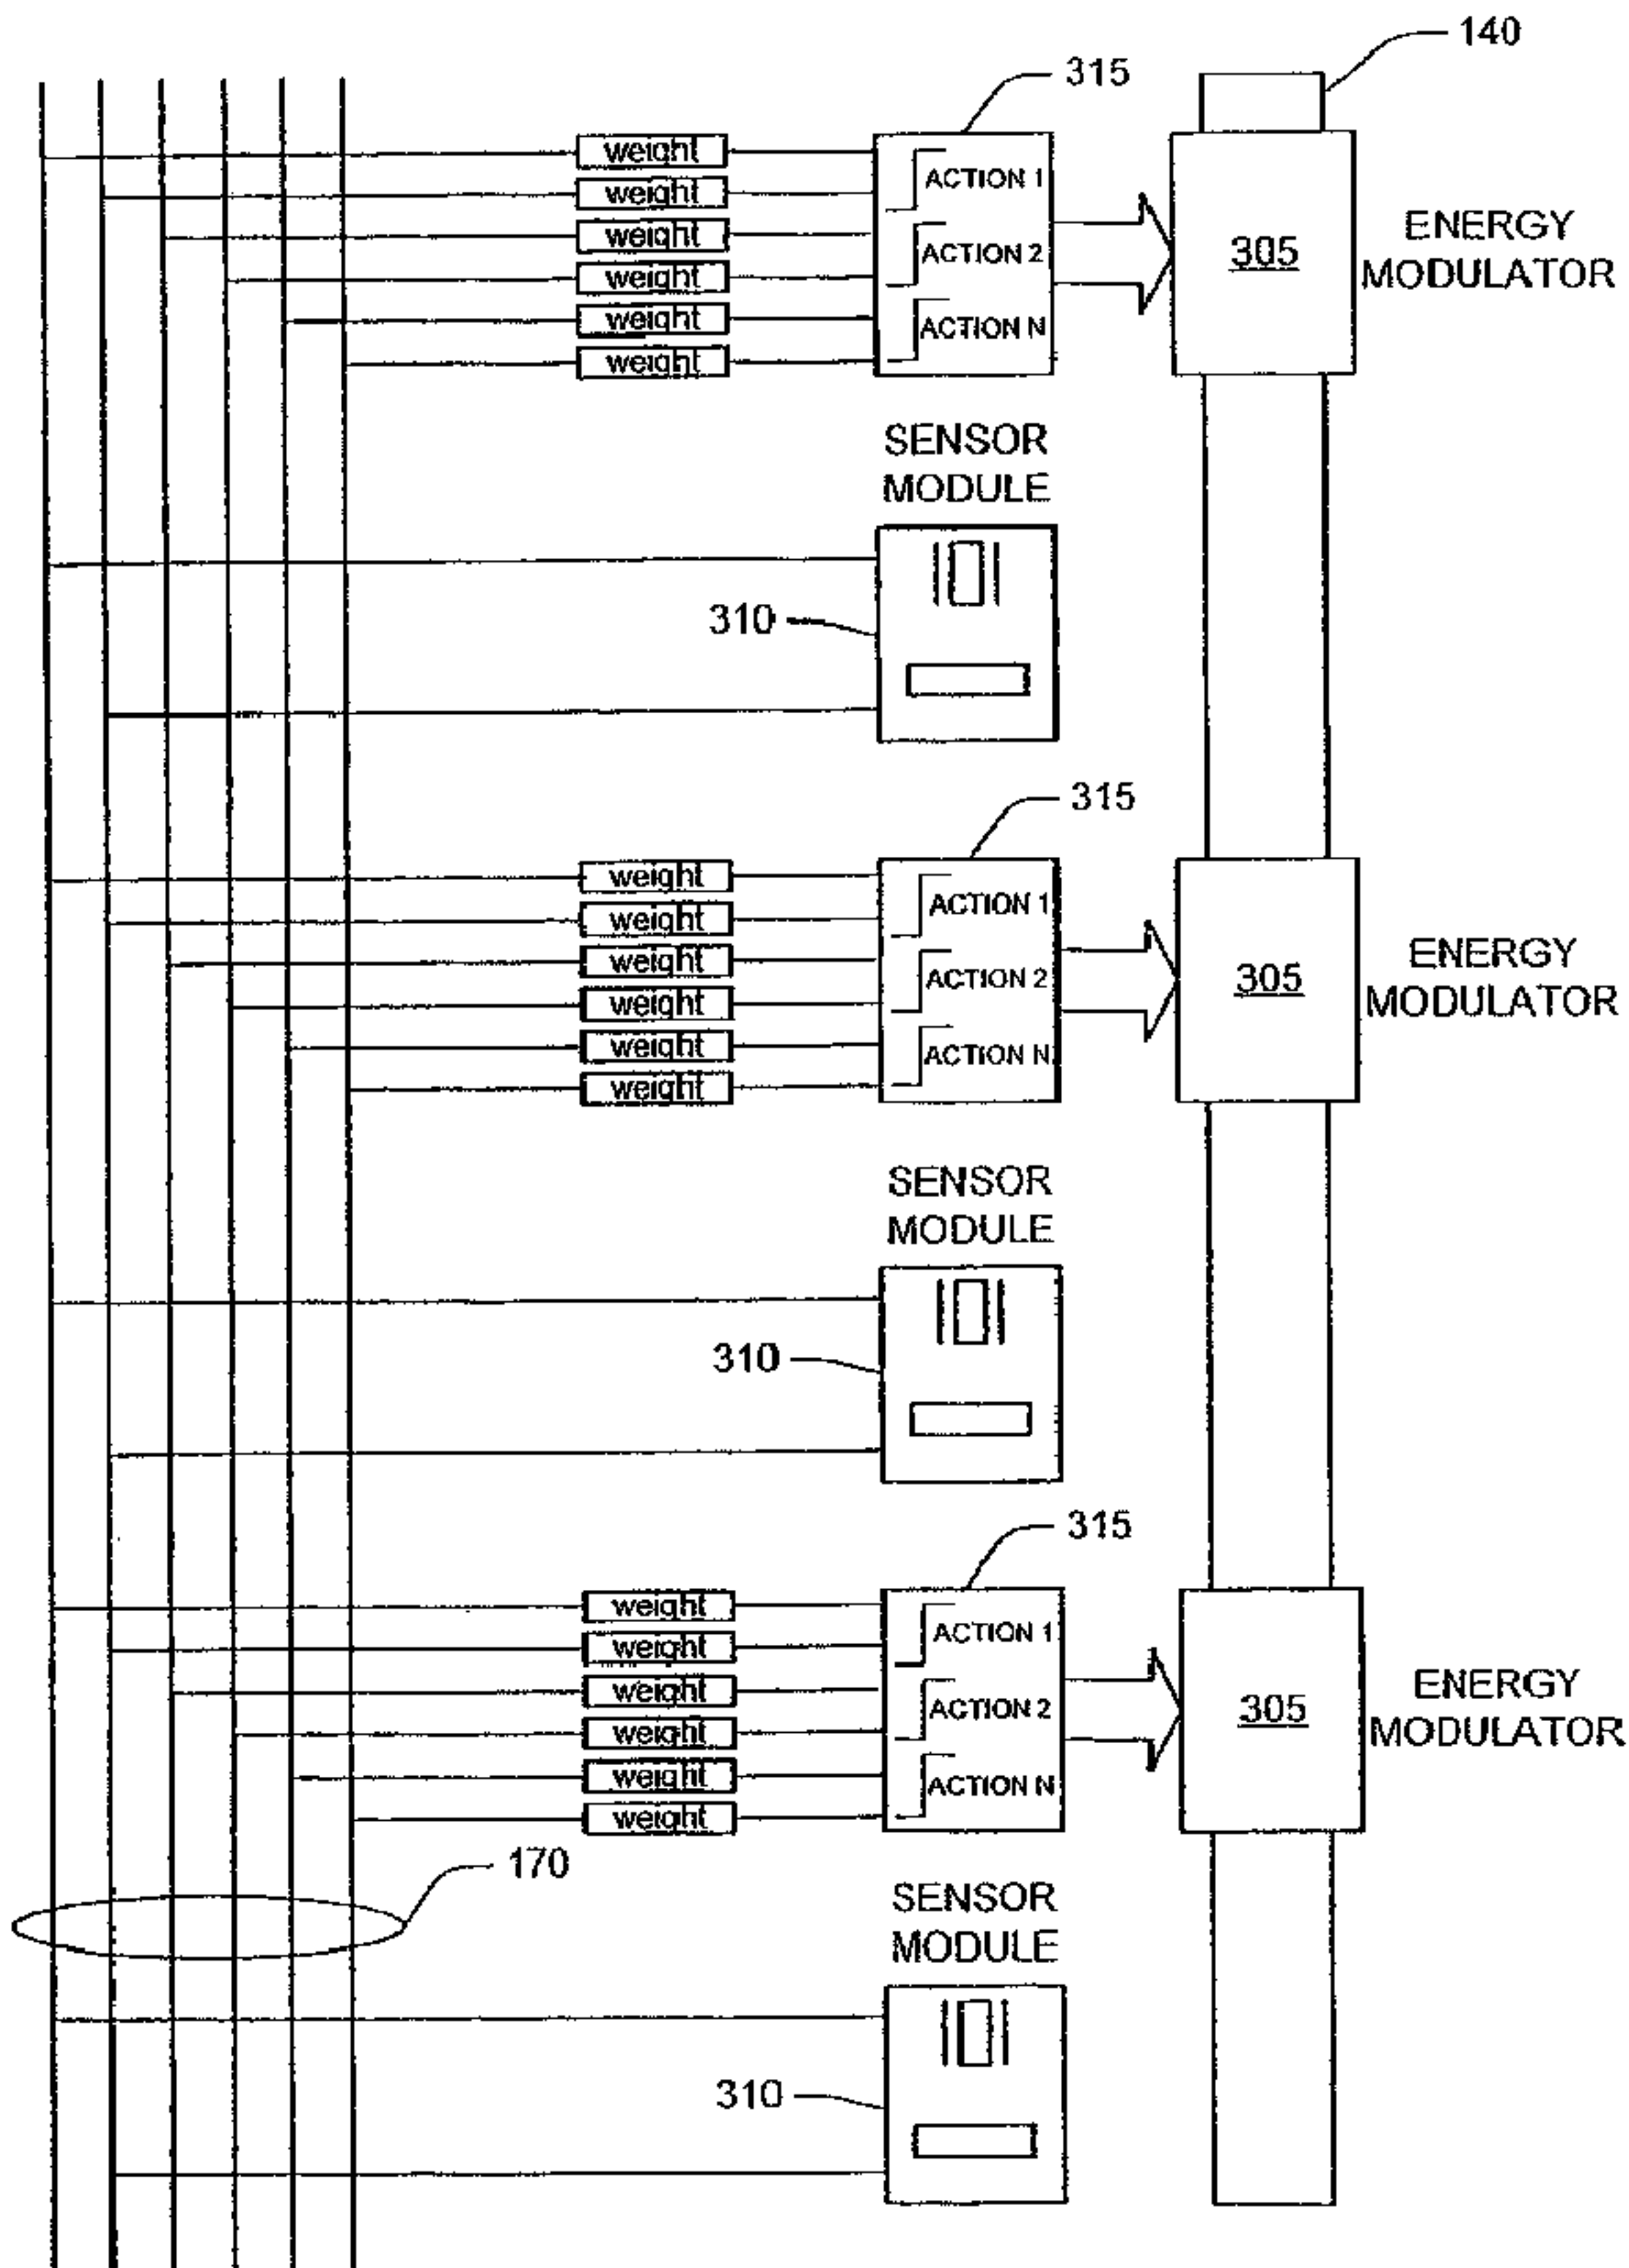 140
315
weight
weight
weight
weight
weight
weight
ACTION 1
ACTION 2
ACTION N
305
ENERGY
MODULATOR
SENSOR
MODULE
310
315
weight
weight
weight
weight
weight
weight
ACTION 1
ACTION 2
ACTION N
305
ENERGY
MODULATOR
SENSOR
MODULE
310
315
weight
weight
weight
weight
weight
weight
ACTION 1
ACTION 2
ACTION N
305
ENERGY
MODULATOR
170
SENSOR
MODULE
310